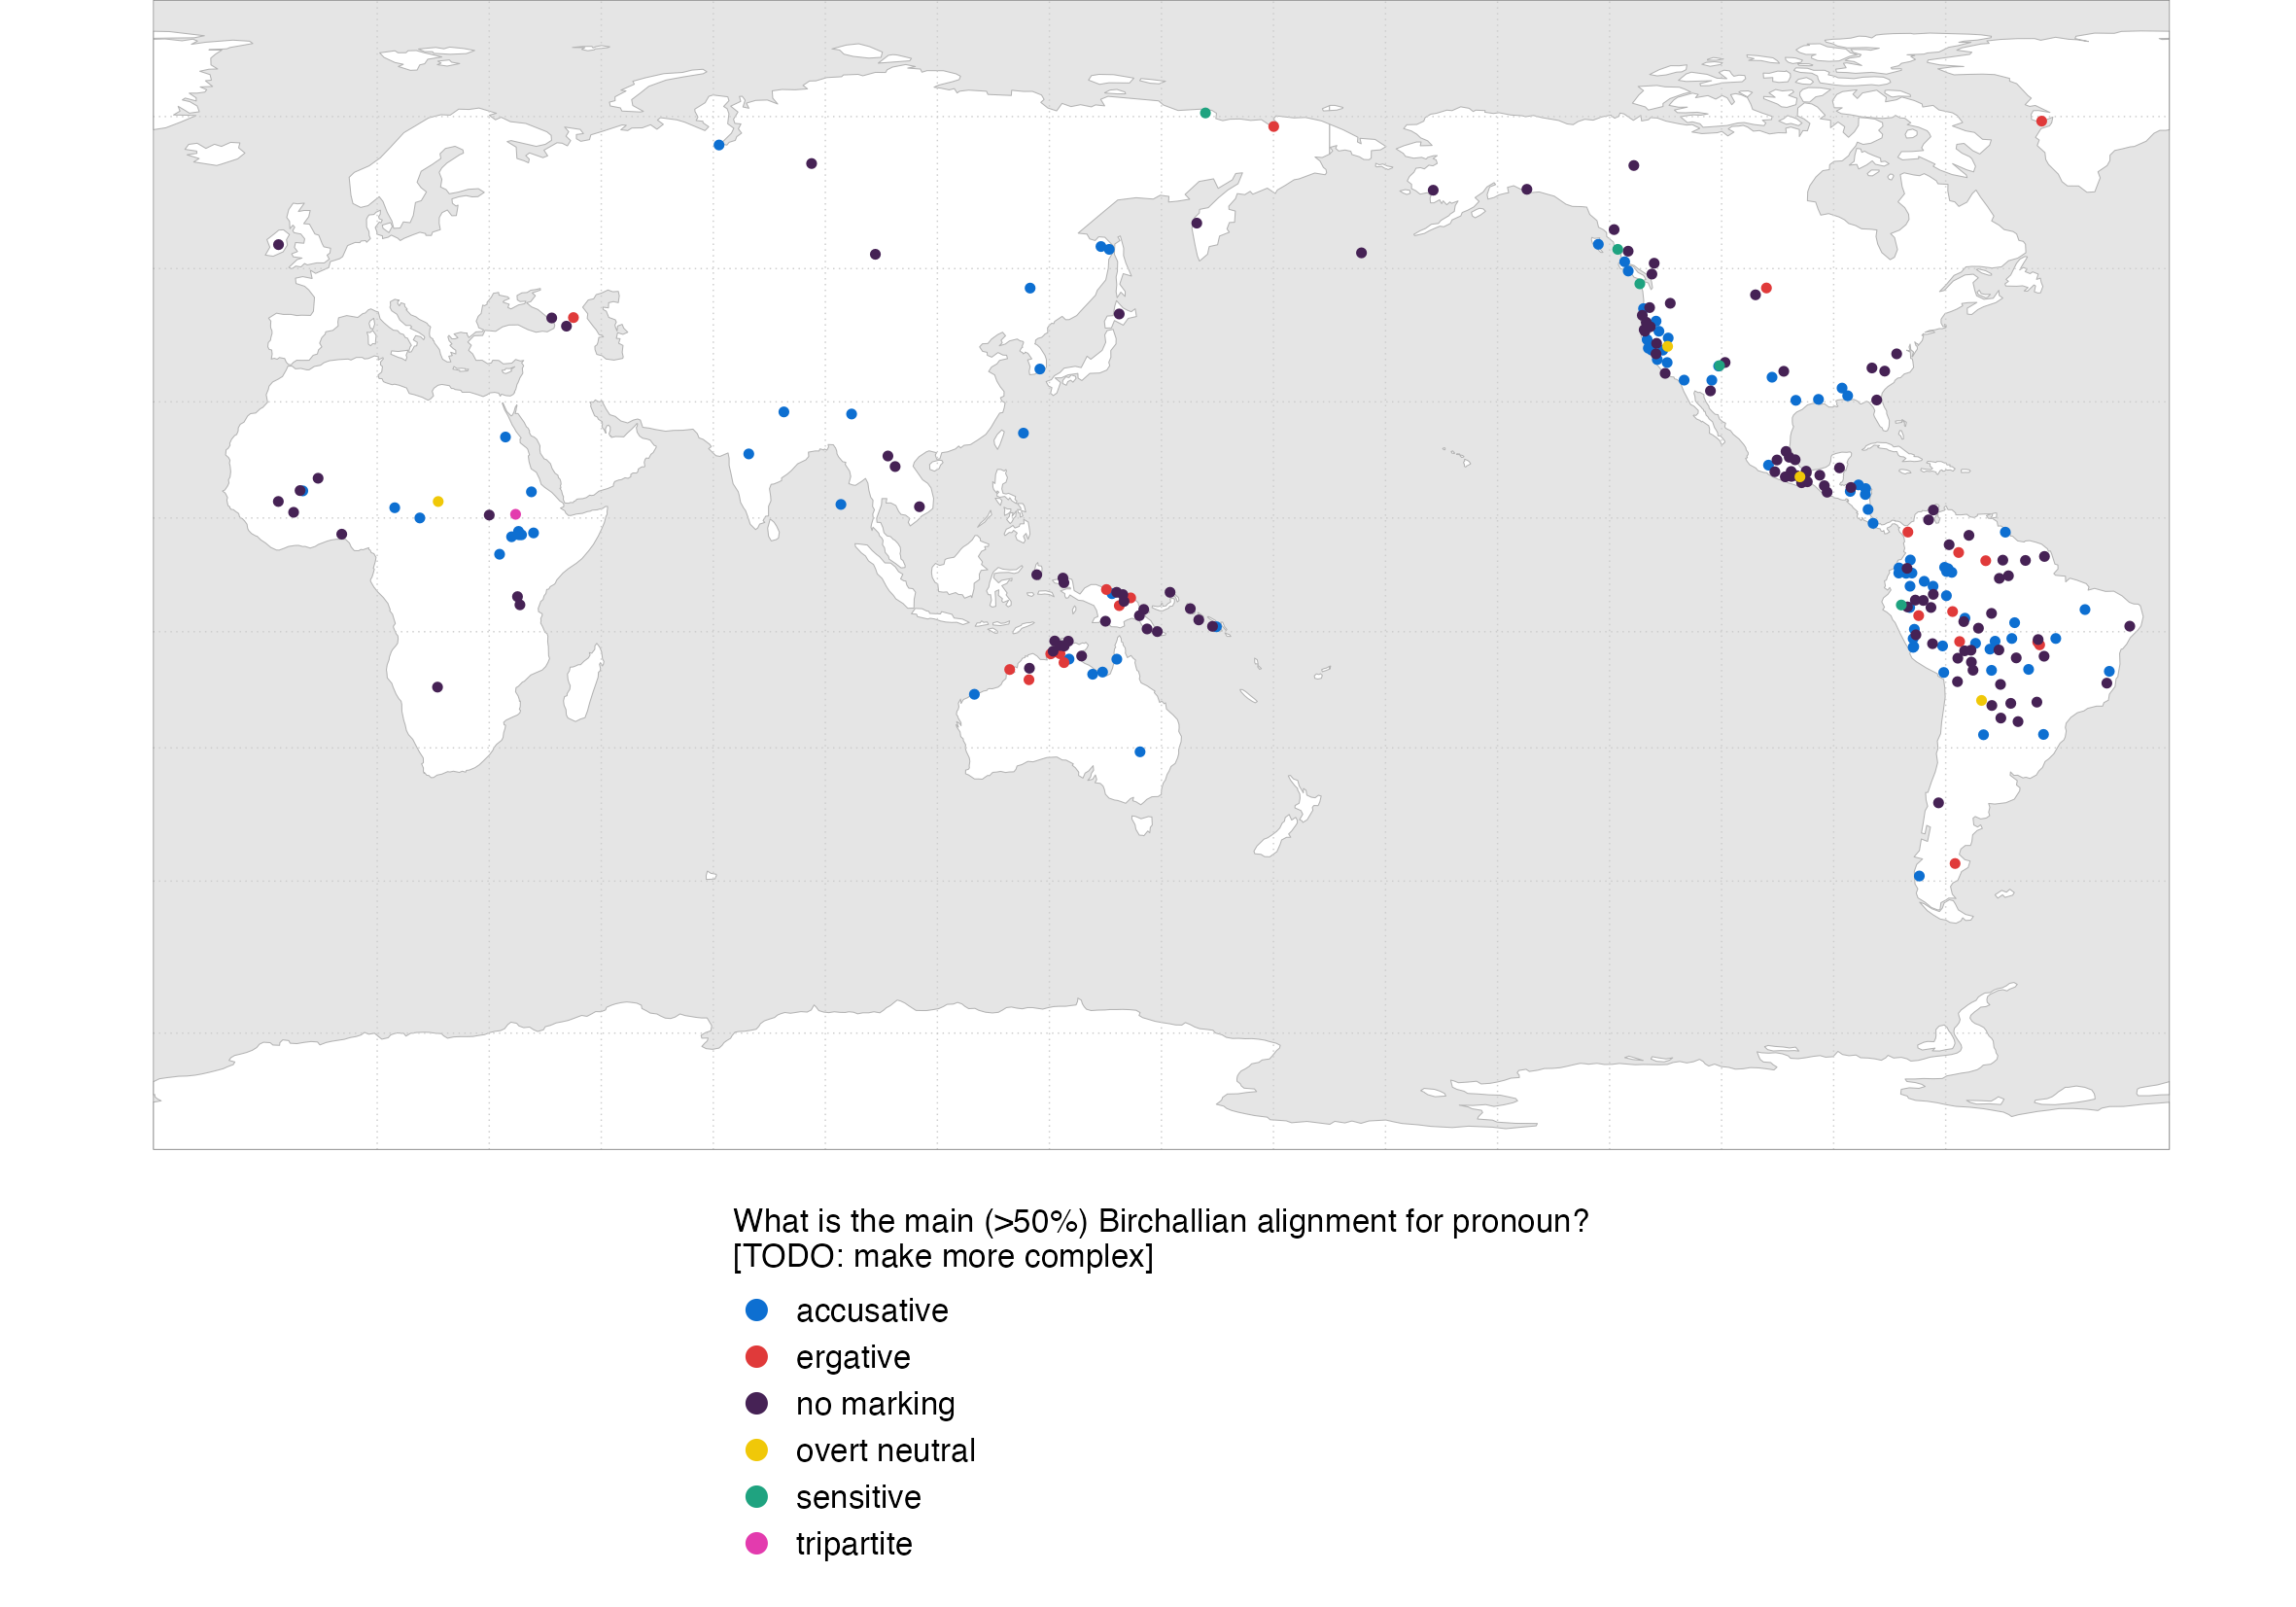 What is the main (>50%) Birchallian alignment for pronoun?
[TODO: make more complex]
accusative
ergative
no marking
overt neutral
sensitive
tripartite